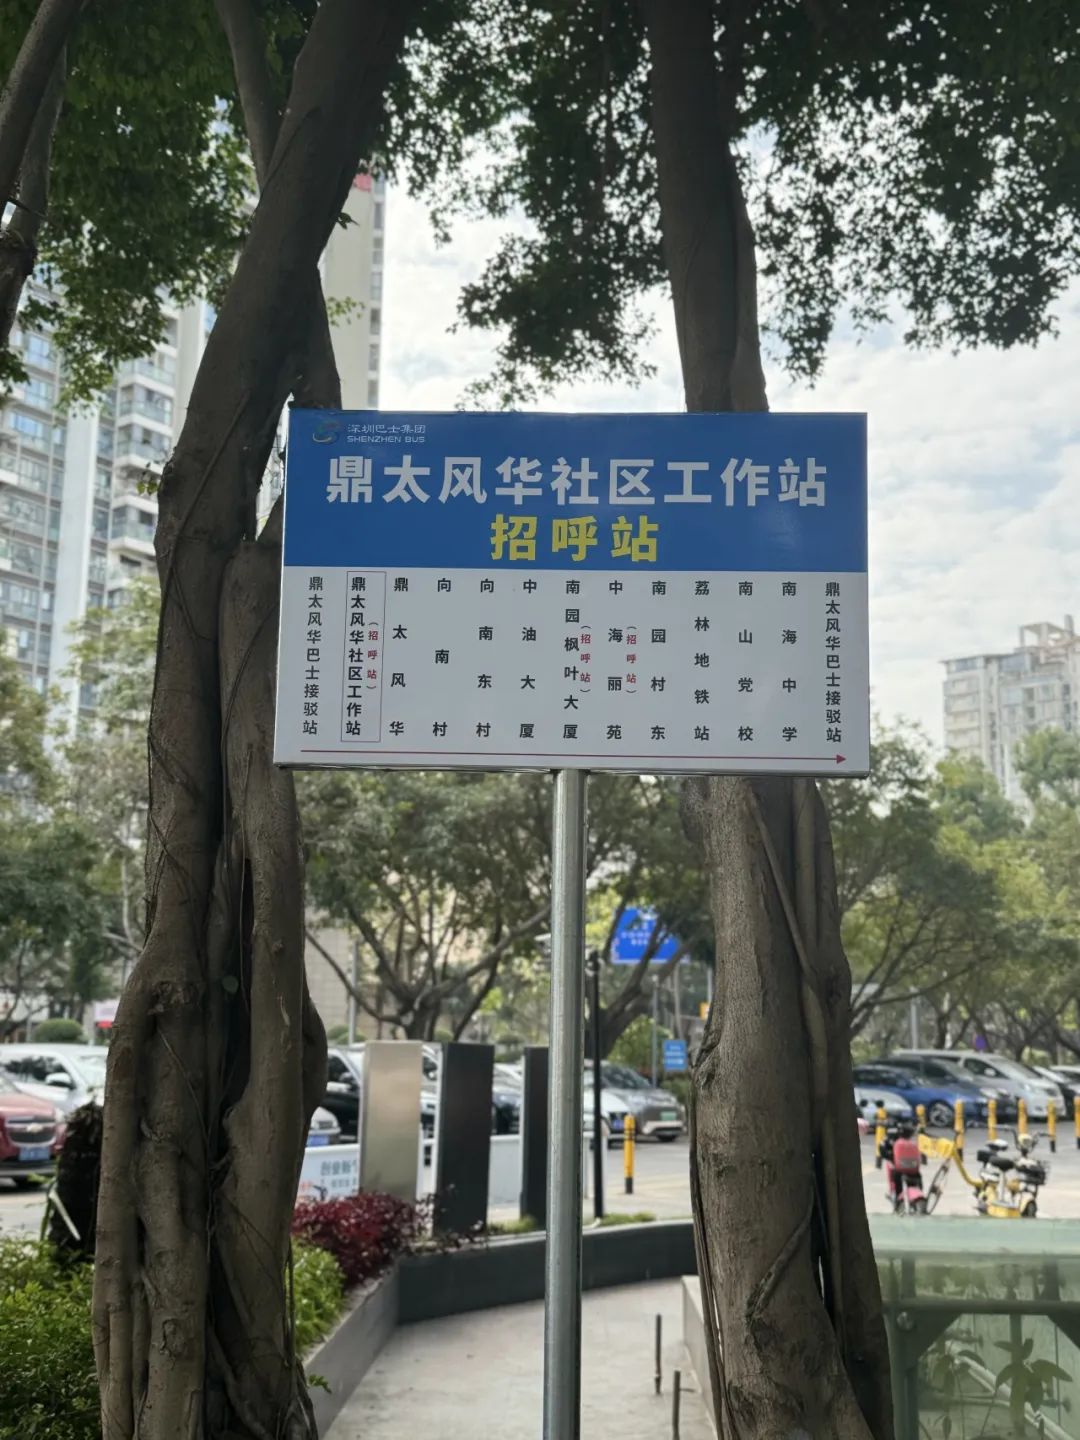 深圳巴士集团
SHENZHEN BUS
鼎太风华社区工作站
招呼站
鼎太风华巴士接驳站
鼎太风华社区工作站(招呼站)
鼎太风华
向南村
向南东村
中油大厦
南园枫叶大厦(招呼站)
中海丽苑(招呼站)
南园村东
荔林地铁站
南山党校
南海中学
鼎太风华巴士接驳站